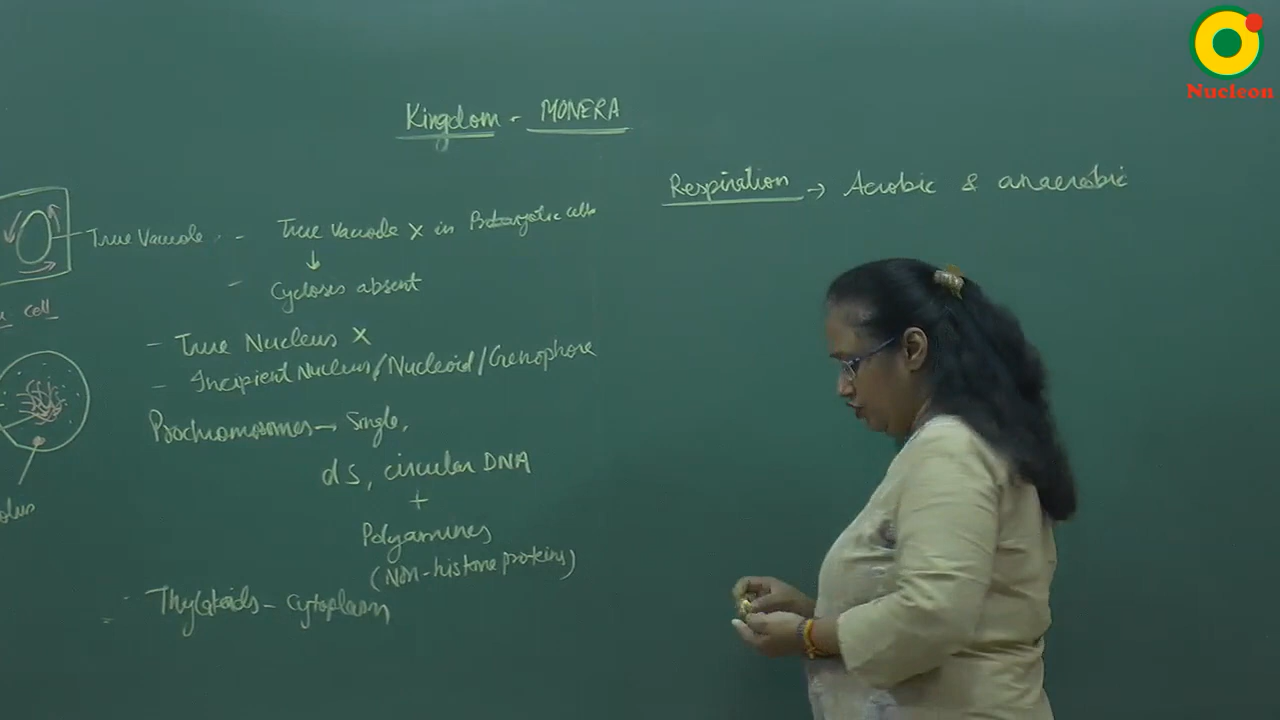 Kingdom - MONERA
Respiration → Aerobic & anaerobic
True Vacuole - True Vacuole X in Prokaryotic cells
↓
- Cycloses absent
cell
- True Nucleus X
- Incipient Nucleus/Nucleoid/Genophore
Prochromosomes → Single,
ds, circular DNA
+
Polyamines
(Non-histone proteins)
- Thylakoids - Cytoplasm
Nucleon